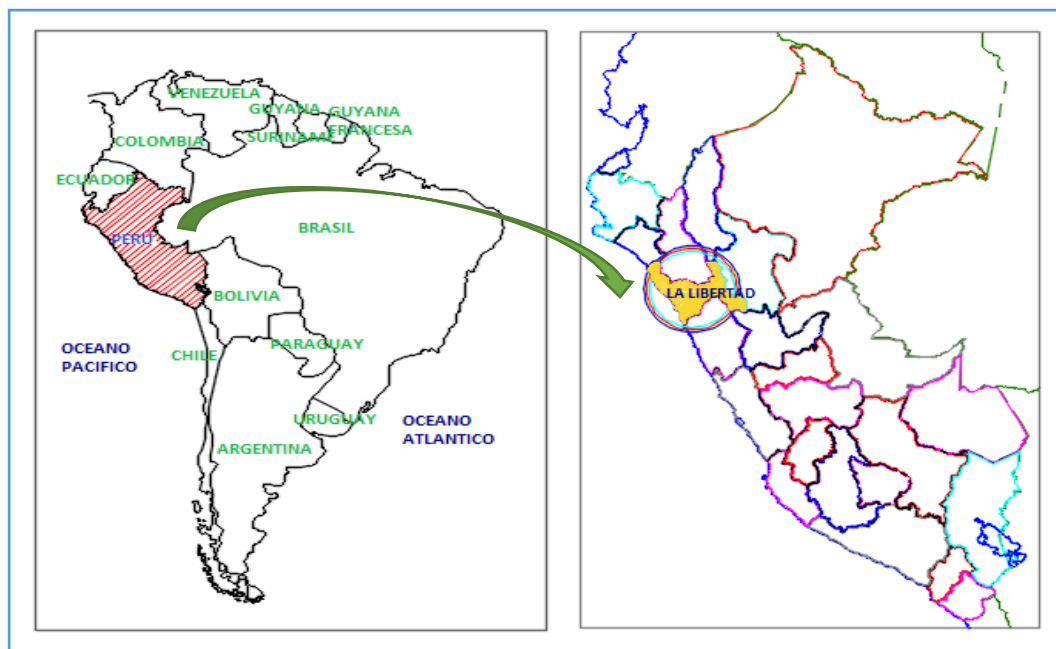 VENEZUELA
GUYANA
GUYANA
FRANCESA
SURINAME
COLOMBIA
ECUADOR
PERÚ
BRASIL
BOLIVIA
OCEANO
PACIFICO
CHILE
PARAGUAY
URUGUAY
OCEANO
ATLANTICO
ARGENTINA
LA LIBERTAD